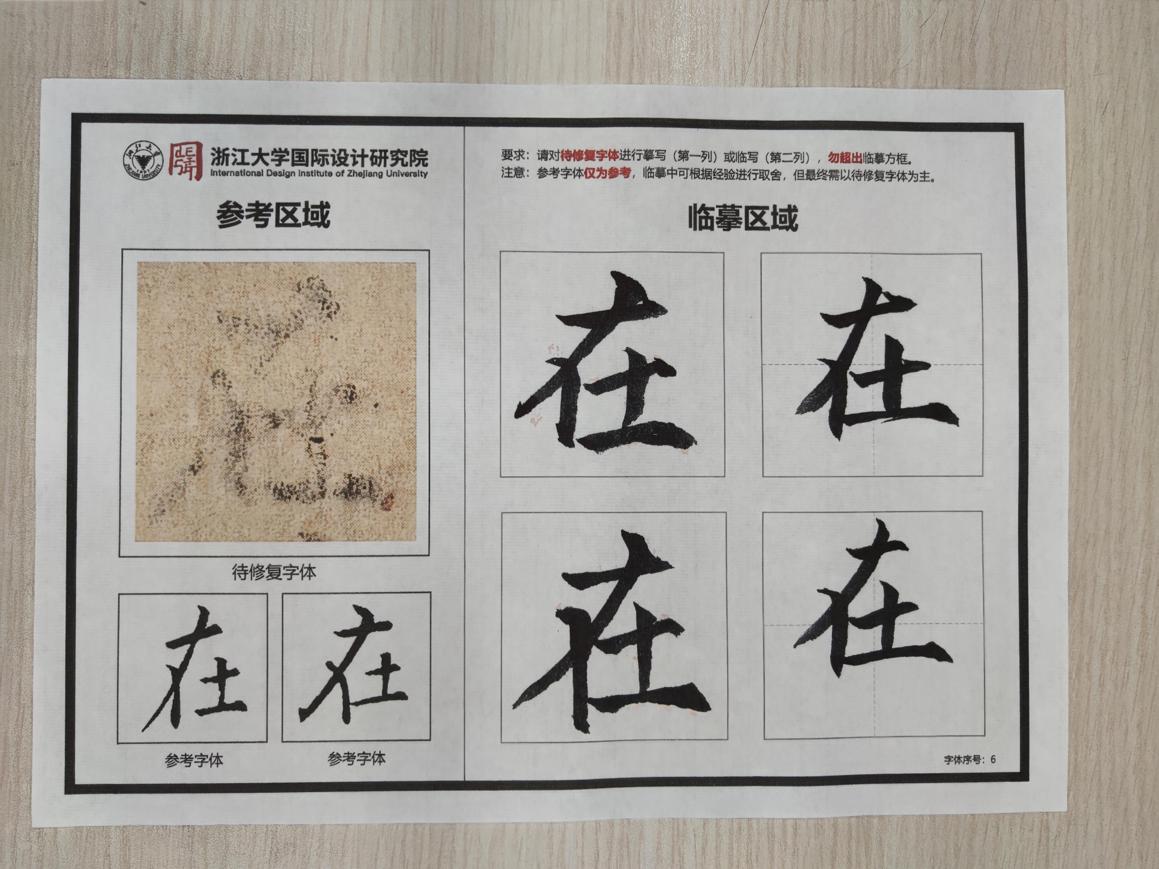 浙江大学国际设计研究院
International Design Institute of Zhejiang University
参考区域
待修复字体
在
在
参考字体
参考字体
要求：请对待修复字体进行摹写（第一列）或临写（第二列），勿超出临摹方框。
注意：参考字体仅为参考，临摹中可根据经验进行取舍，但最终需以待修复字体为主。
临摹区域
在
在
在
在
字体序号：6